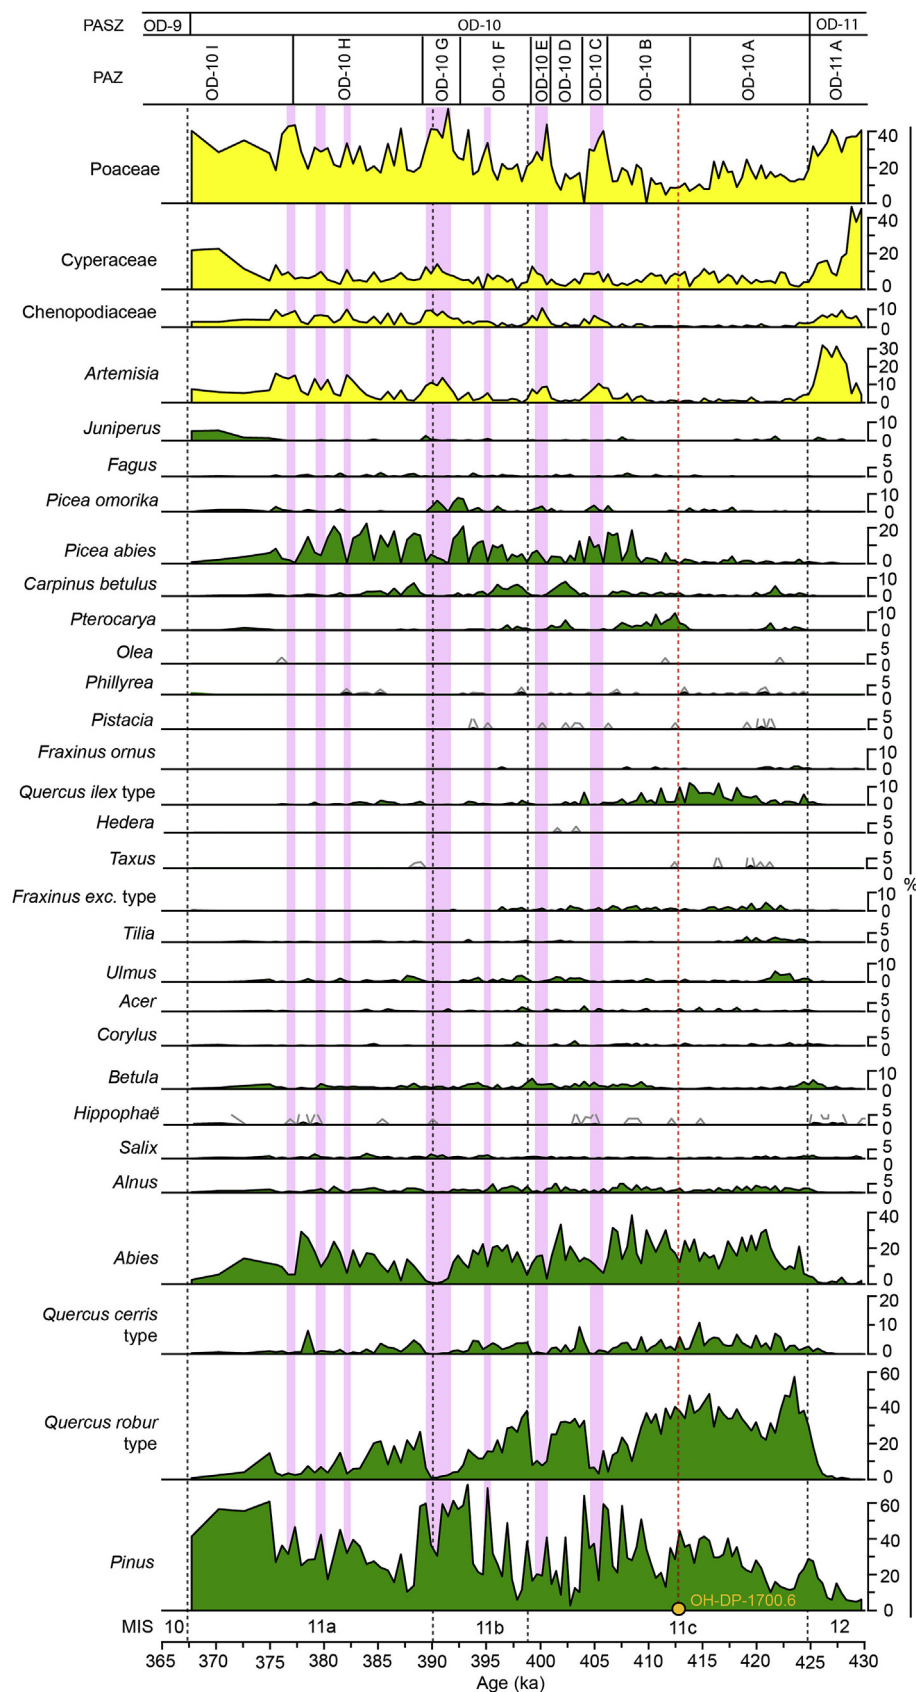 PASZ OD-9 OD-10 OD-11
PAZ OD-10 I OD-10 H OD-10 G OD-10 F OD-10 E OD-10 D OD-10 C OD-10 B OD-10 A OD-11 A
Poaceae 40 20 0
Cyperaceae 40 20 0
Chenopodiaceae 10 0
Artemisia 30 20 10 0
Juniperus 10 0
Fagus 5 0
Picea omorika 10 0
Picea abies 20 0
Carpinus betulus 10 0
Pterocarya 10 0
Olea 5 0
Phillyrea 5 0
Pistacia 5 0
Fraxinus ornus 10 0
Quercus ilex type 10 0
Hedera 5 0
Taxus 5 0
%
Fraxinus exc. type 10 0
Tilia 5 0
Ulmus 10 0
Acer 5 0
Corylus 5 0
Betula 10 0
Hippophaë 5 0
Salix 5 0
Alnus 5 0
Abies 40 20 0
Quercus cerris
type 20 10 0
Quercus robur
type 60 40 20 0
Pinus 60 40 20 0
OH-DP-1700.6
MIS 10 11a 11b 11c 12
365 370 375 380 385 390 395 400 405 410 415 420 425 430
Age (ka)